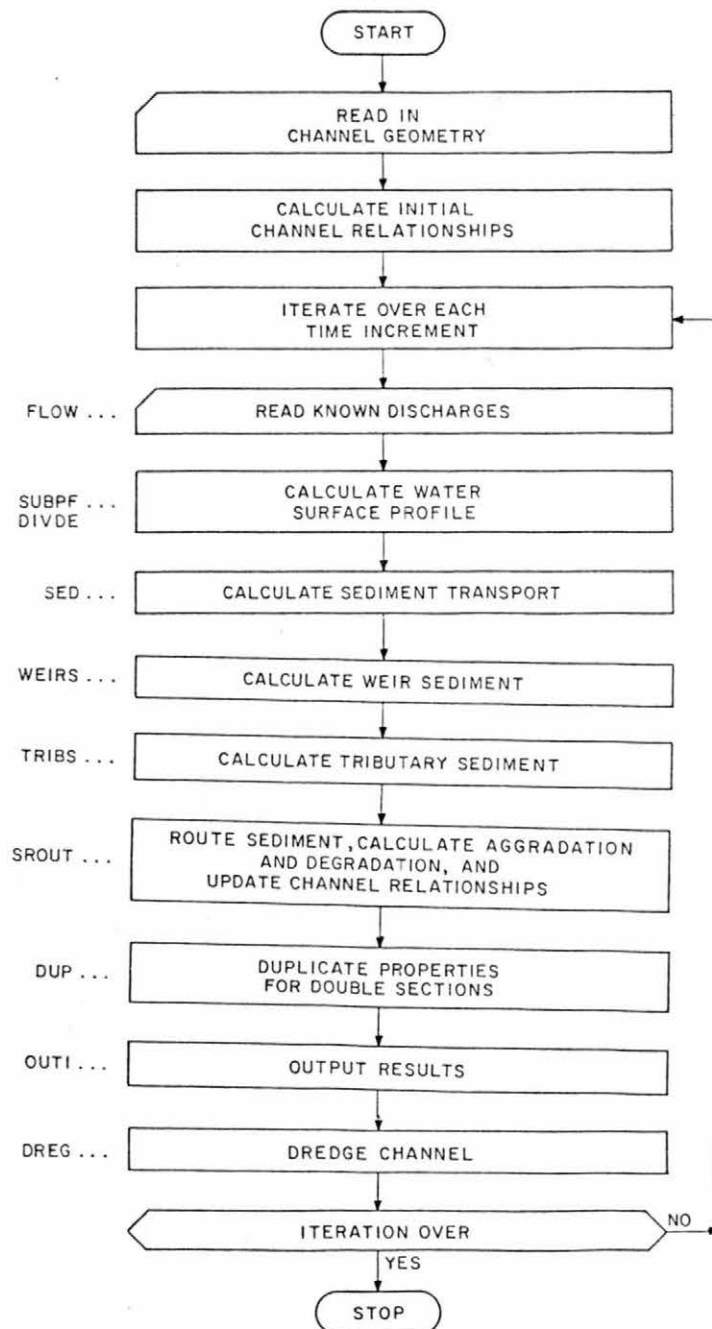 START
READ IN
CHANNEL GEOMETRY
CALCULATE INITIAL
CHANNEL RELATIONSHIPS
ITERATE OVER EACH
TIME INCREMENT
FLOW ...
READ KNOWN DISCHARGES
SUBPF ...
DIVDE
CALCULATE WATER
SURFACE PROFILE
SED ...
CALCULATE SEDIMENT TRANSPORT
WEIRS ...
CALCULATE WEIR SEDIMENT
TRIBS ...
CALCULATE TRIBUTARY SEDIMENT
SROUT ...
ROUTE SEDIMENT, CALCULATE AGGRADATION
AND DEGRADATION, AND
UPDATE CHANNEL RELATIONSHIPS
DUP ...
DUPLICATE PROPERTIES
FOR DOUBLE SECTIONS
OUTI ...
OUTPUT RESULTS
DREG ...
DREDGE CHANNEL
ITERATION OVER
NO
YES
STOP